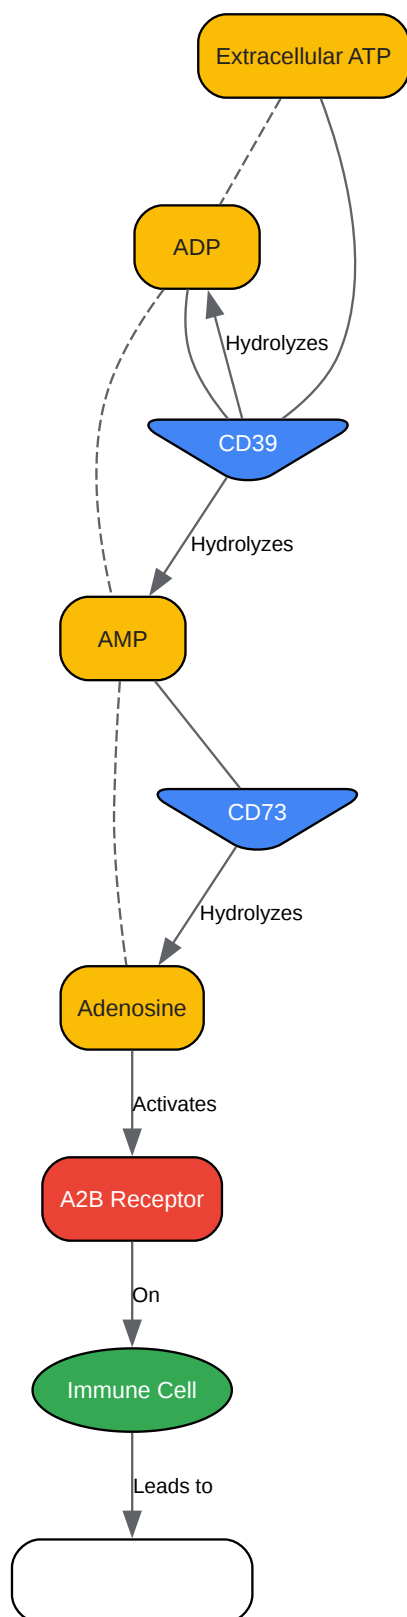 Extracellular ATP
ADP
Hydrolyzes
CD39
Hydrolyzes
AMP
CD73
Hydrolyzes
Adenosine
Activates
A2B Receptor
On
Immune Cell
Leads to